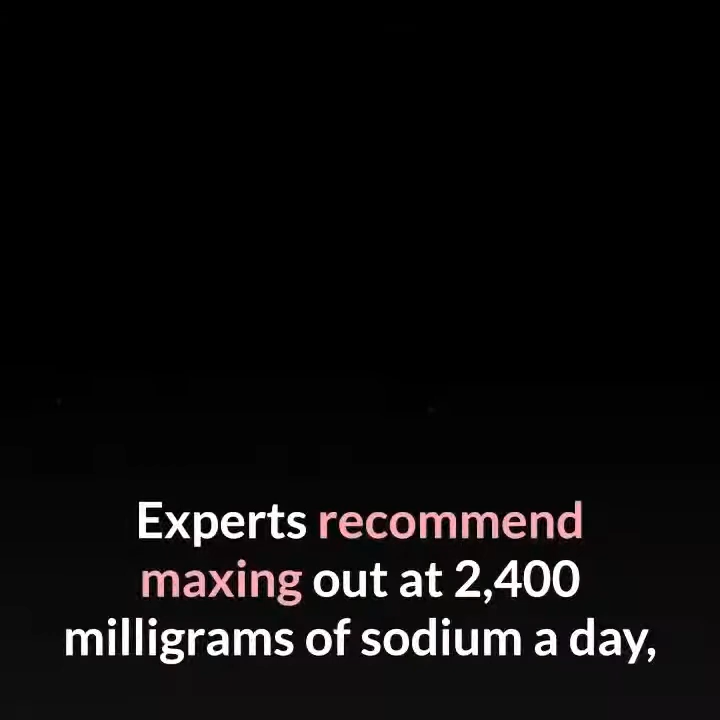 Experts recommend
maxing out at 2,400
milligrams of sodium a day,